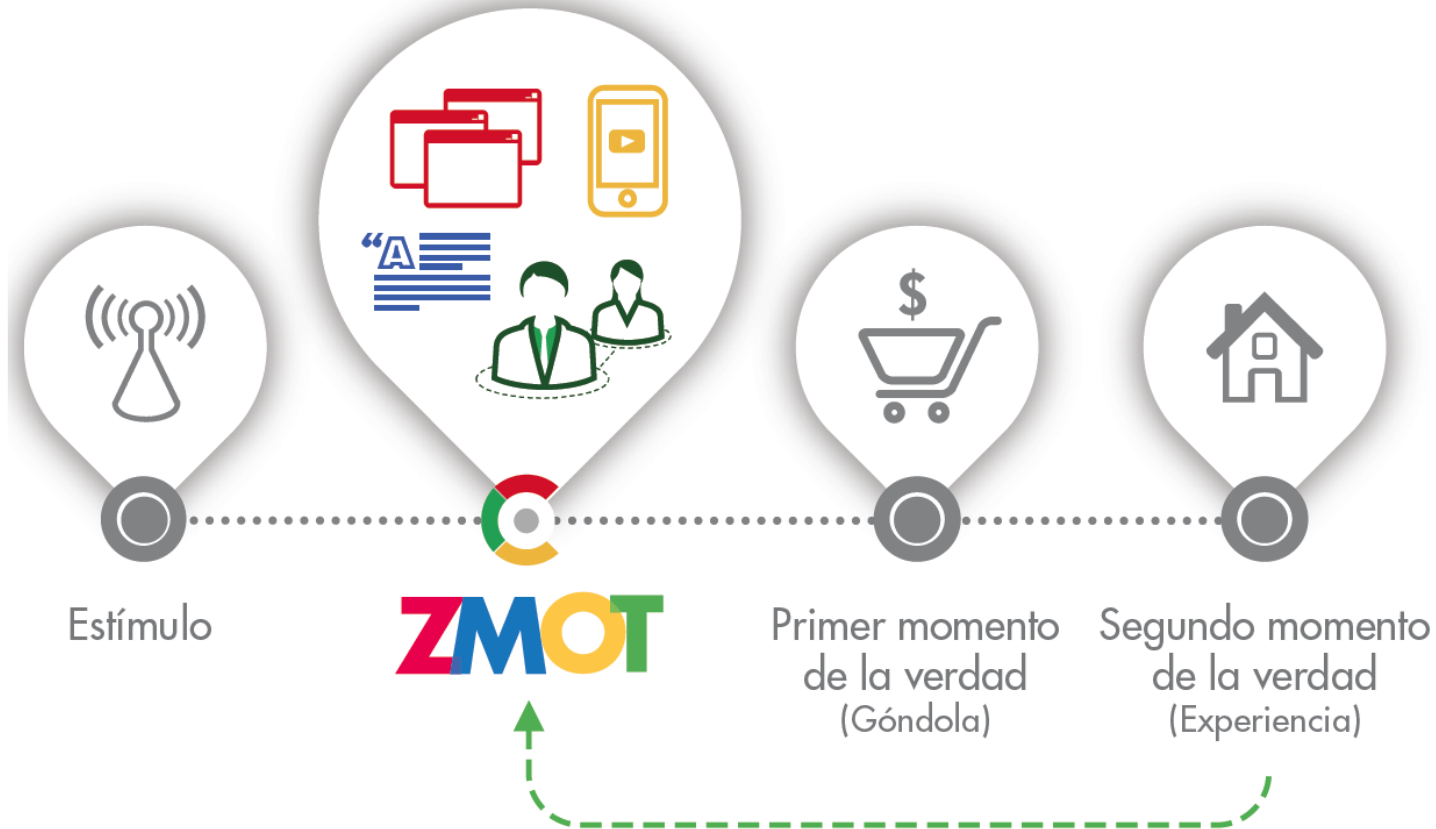 “A
$
Estímulo
ZMOT
Primer momento
de la verdad
(Góndola)
Segundo momento
de la verdad
(Experiencia)